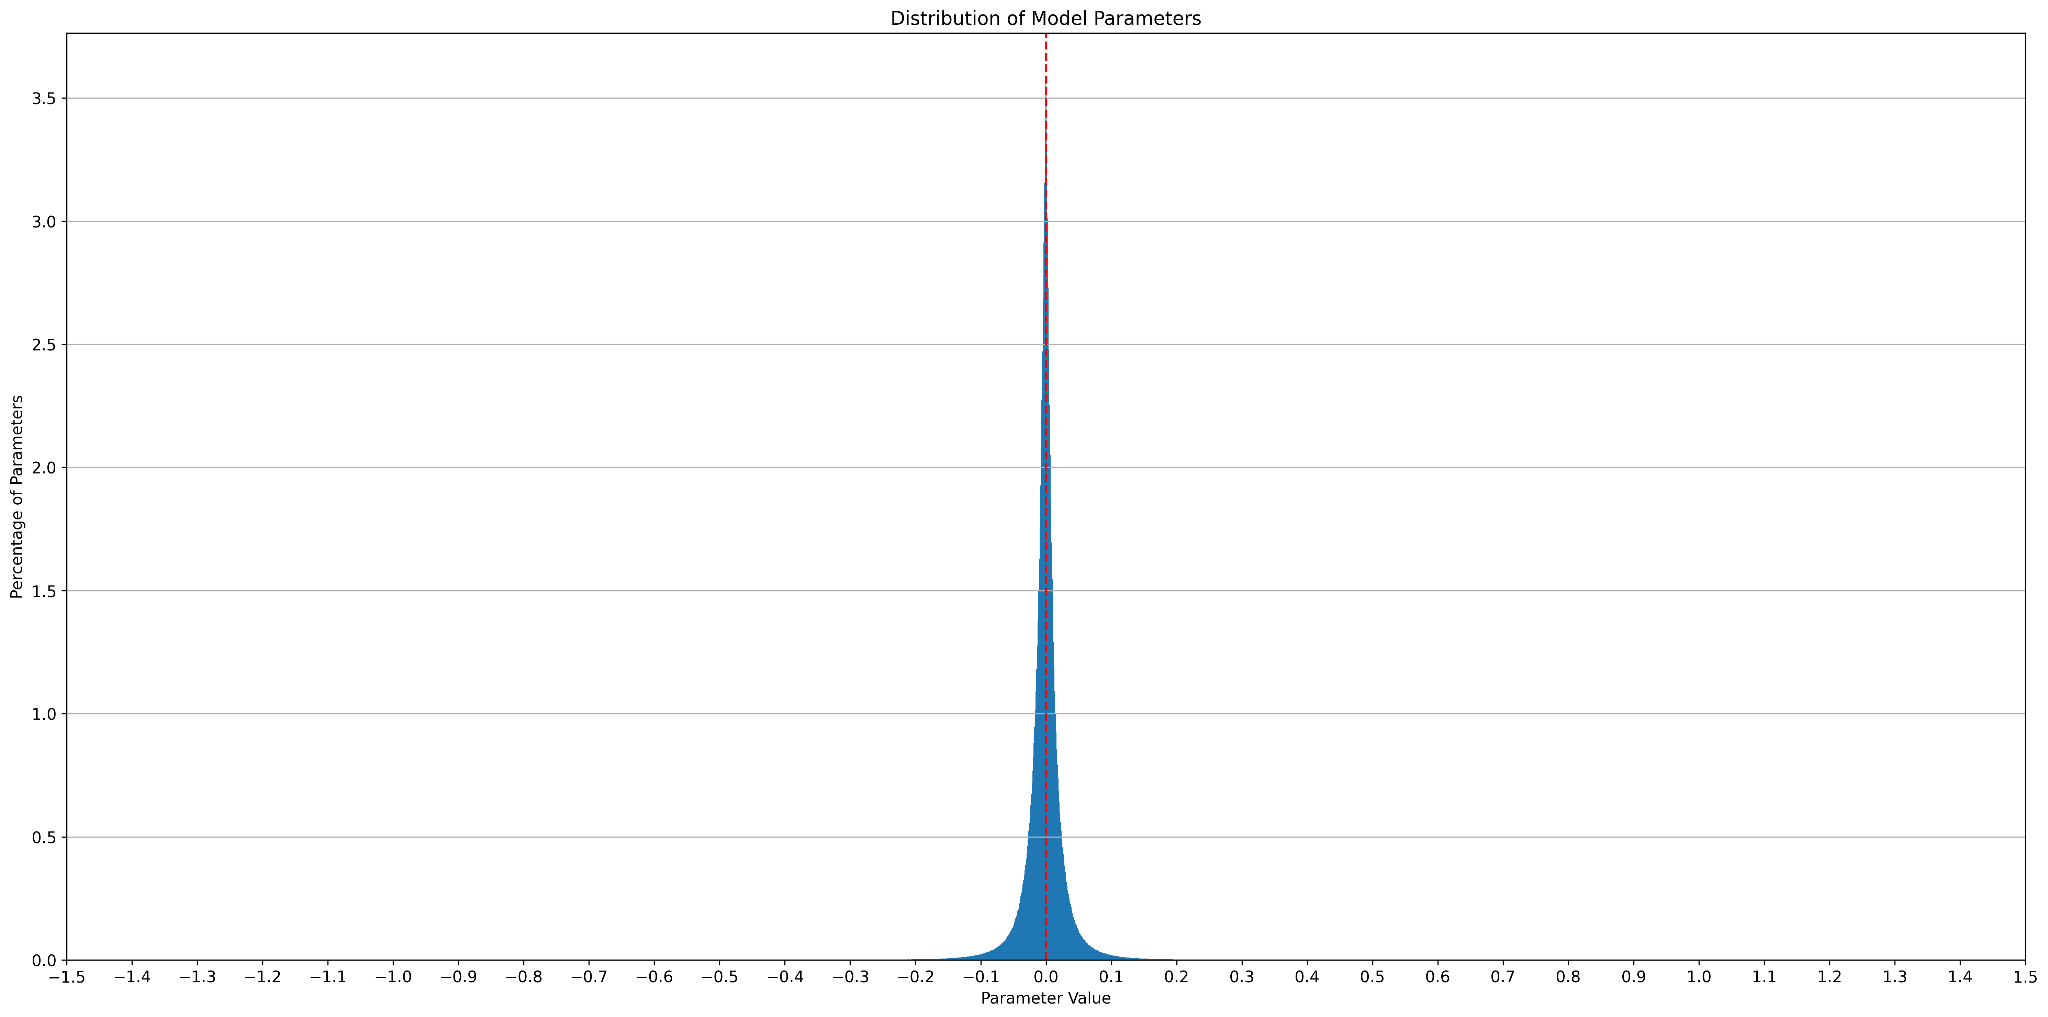 Distribution of Model Parameters
Percentage of Parameters
3.5
3.0
2.5
2.0
1.5
1.0
0.5
0.0
−1.5 −1.4 −1.3 −1.2 −1.1 −1.0 −0.9 −0.8 −0.7 −0.6 −0.5 −0.4 −0.3 −0.2 −0.1 0.0 0.1 0.2 0.3 0.4 0.5 0.6 0.7 0.8 0.9 1.0 1.1 1.2 1.3 1.4 1.5
Parameter Value